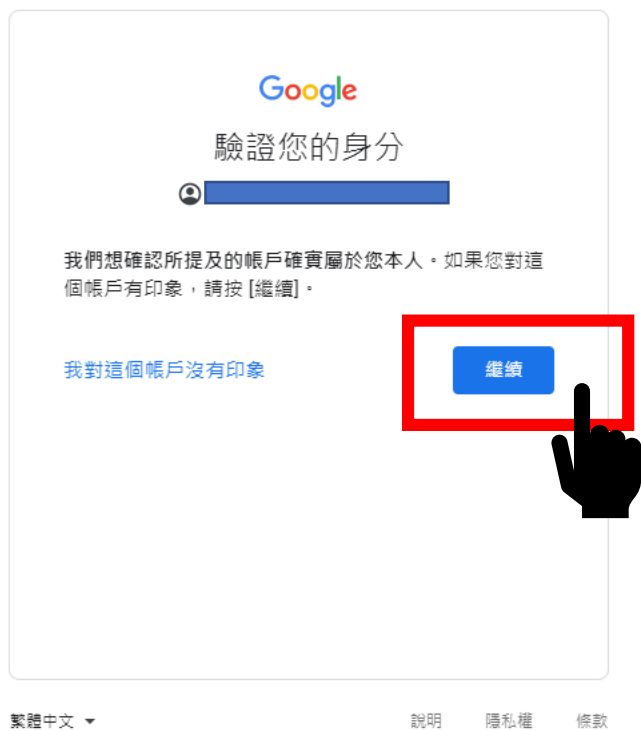 Google
驗證您的身分
我們想確認所提及的帳戶確實屬於您本人。如果您對這
個帳戶有印象，請按 [繼續]。
我對這個帳戶沒有印象
繼續
繁體中文
說明 隱私權 條款